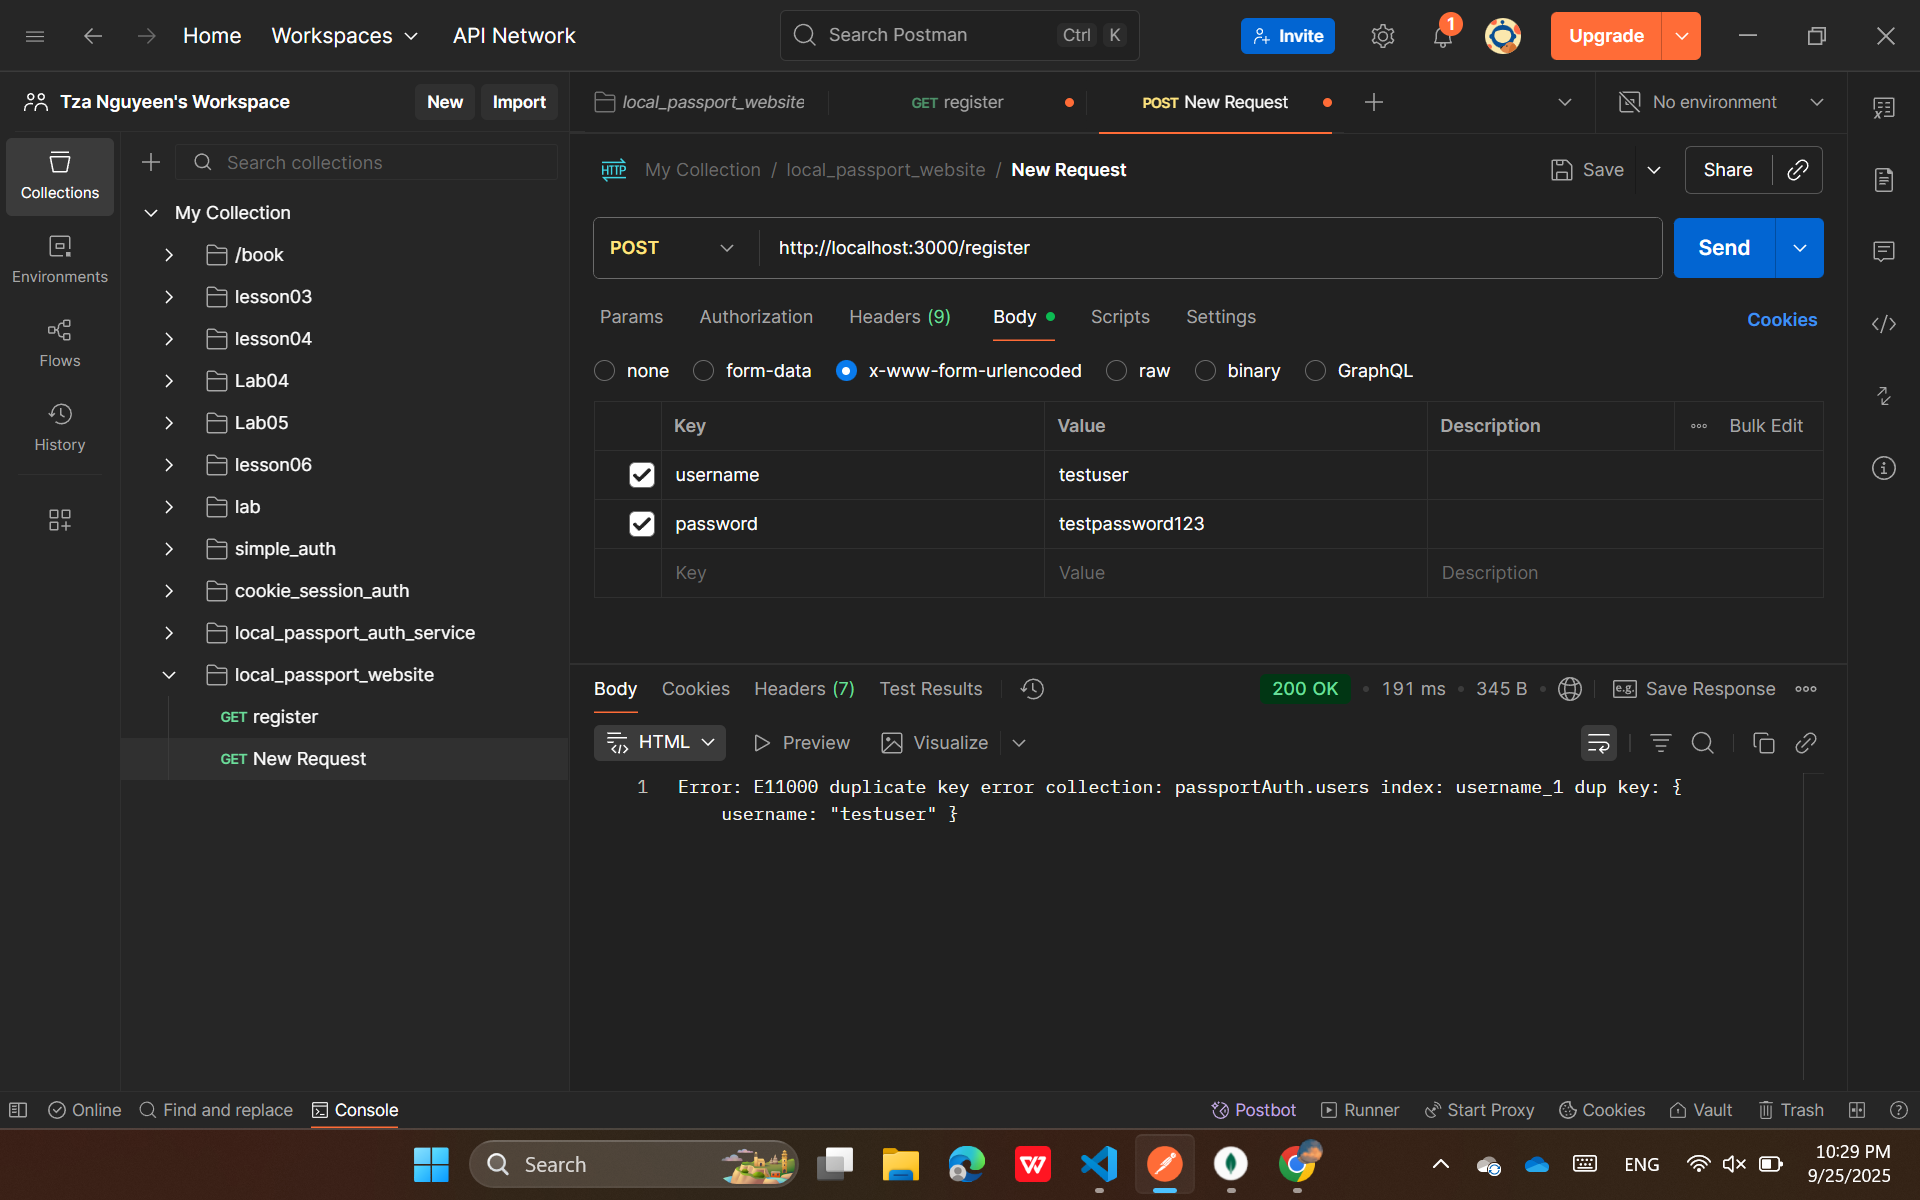 Home
Workspaces
API Network
Search Postman
Ctrl
K
Invite
1
Upgrade
Tza Nguyeen's Workspace
New
Import
local_passport_website
GET register
POST New Request
No environment
Collections
Environments
Flows
History
Search collections
My Collection
/book
lesson03
lesson04
Lab04
Lab05
lesson06
lab
simple_auth
cookie_session_auth
local_passport_auth_service
local_passport_website
GET register
GET New Request
HTTP
My Collection / local_passport_website / New Request
Save
Share
POST
http://localhost:3000/register
Send
Params
Authorization
Headers (9)
Body
Scripts
Settings
Cookies
none
form-data
x-www-form-urlencoded
raw
binary
GraphQL
Key
Value
Description
Bulk Edit
username
testuser
password
testpassword123
Key
Value
Description
Body
Cookies
Headers (7)
Test Results
200 OK
191 ms
345 B
e.g.
Save Response
HTML
Preview
Visualize
1
Error: E11000 duplicate key error collection: passportAuth.users index: username_1 dup key: {
username: "testuser" }
Online
Find and replace
Console
Postbot
Runner
Start Proxy
Cookies
Vault
Trash
Search
W
ENG
10:29 PM
9/25/2025